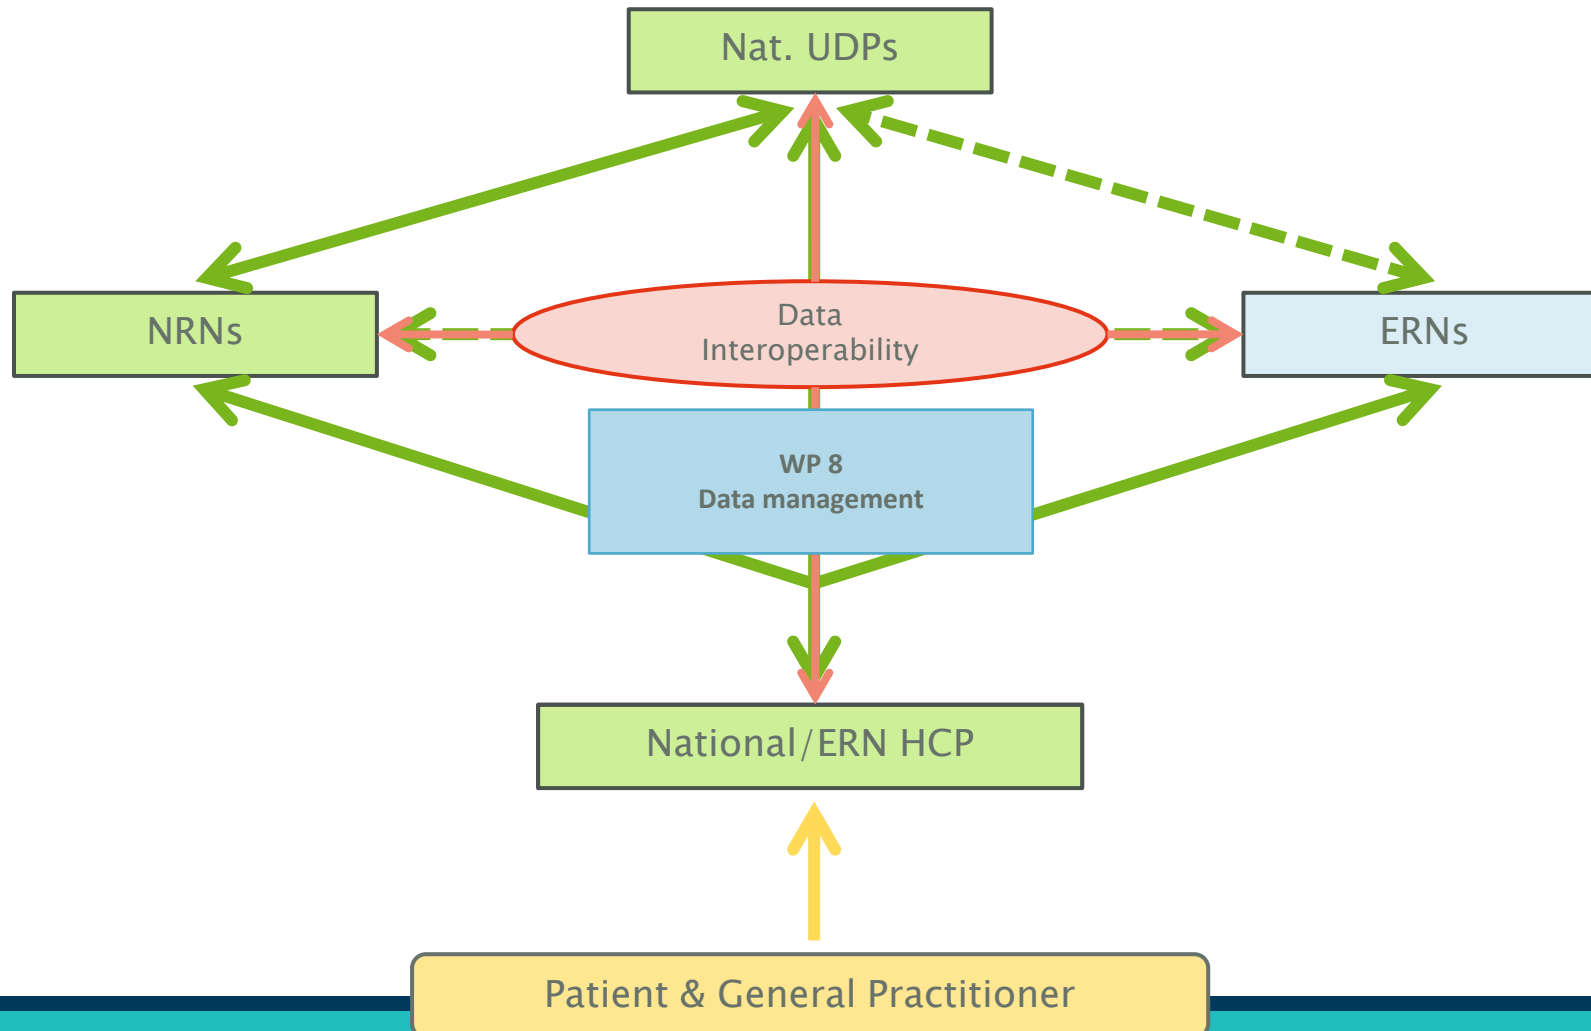 Nat. UDPs
NRNs
Data
Interoperability
ERNs
WP 8
Data management
National/ERN HCP
Patient & General Practitioner